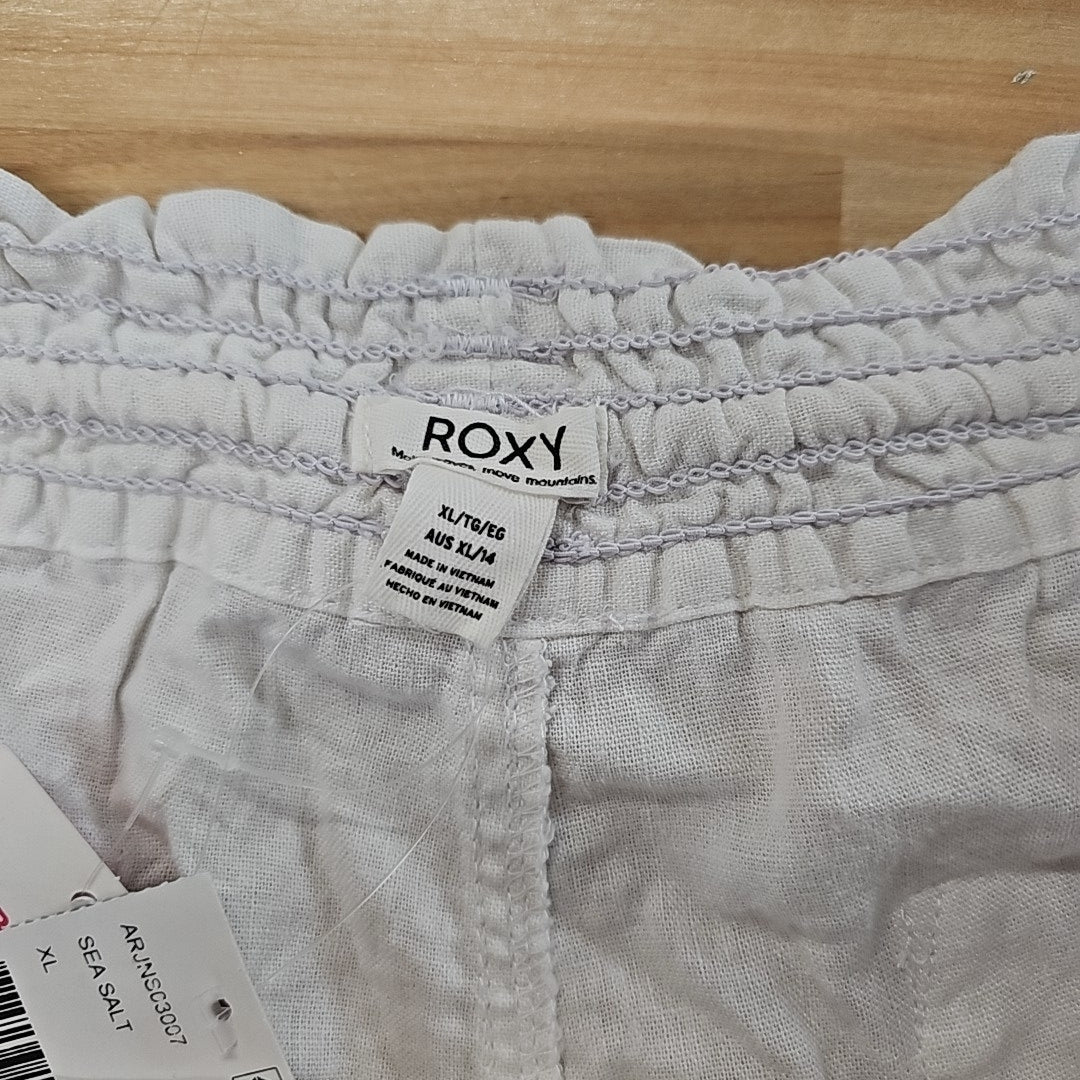 ROXY
move mountains.
XL/TG/EG
AUS XL/14
MADE IN VIETNAM
FABRIQUÉ AU VIETNAM
HECHO EN VIETNAM
ARJNSC3007
SEA SALT
XL